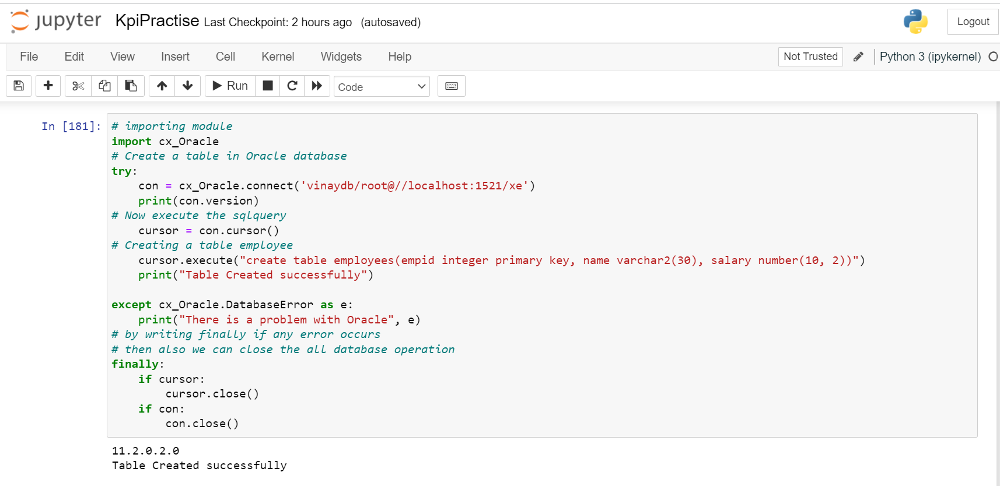 jupyter KpiPractise Last Checkpoint: 2 hours ago (autosaved) Logout
File Edit View Insert Cell Kernel Widgets Help Not Trusted Python 3 (ipykernel)
Run Code
In [181]: # importing module
import cx_Oracle
# Create a table in Oracle database
try:
    con = cx_Oracle.connect('vinaydb/root@//localhost:1521/xe')
    print(con.version)
# Now execute the sqlquery
    cursor = con.cursor()
# Creating a table employee
    cursor.execute("create table employees(empid integer primary key, name varchar2(30), salary number(10, 2))")
    print("Table Created successfully")
except cx_Oracle.DatabaseError as e:
    print("There is a problem with Oracle", e)
# by writing finally if any error occurs
# then also we can close the all database operation
finally:
    if cursor:
        cursor.close()
    if con:
        con.close()
11.2.0.2.0
Table Created successfully